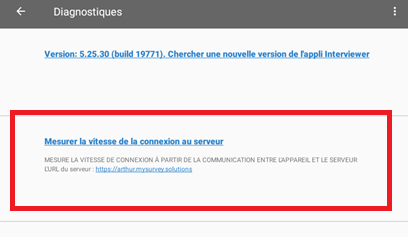 Diagnostiques
Version: 5.25.30 (build 19771). Chercher une nouvelle version de l'appli Interviewer
Mesurer la vitesse de la connexion au serveur
MESURE LA VITESSE DE CONNEXION À PARTIR DE LA COMMUNICATION ENTRE L'APPAREIL ET LE SERVEUR
L'URL du serveur : https://arthur.mysurvey.solutions